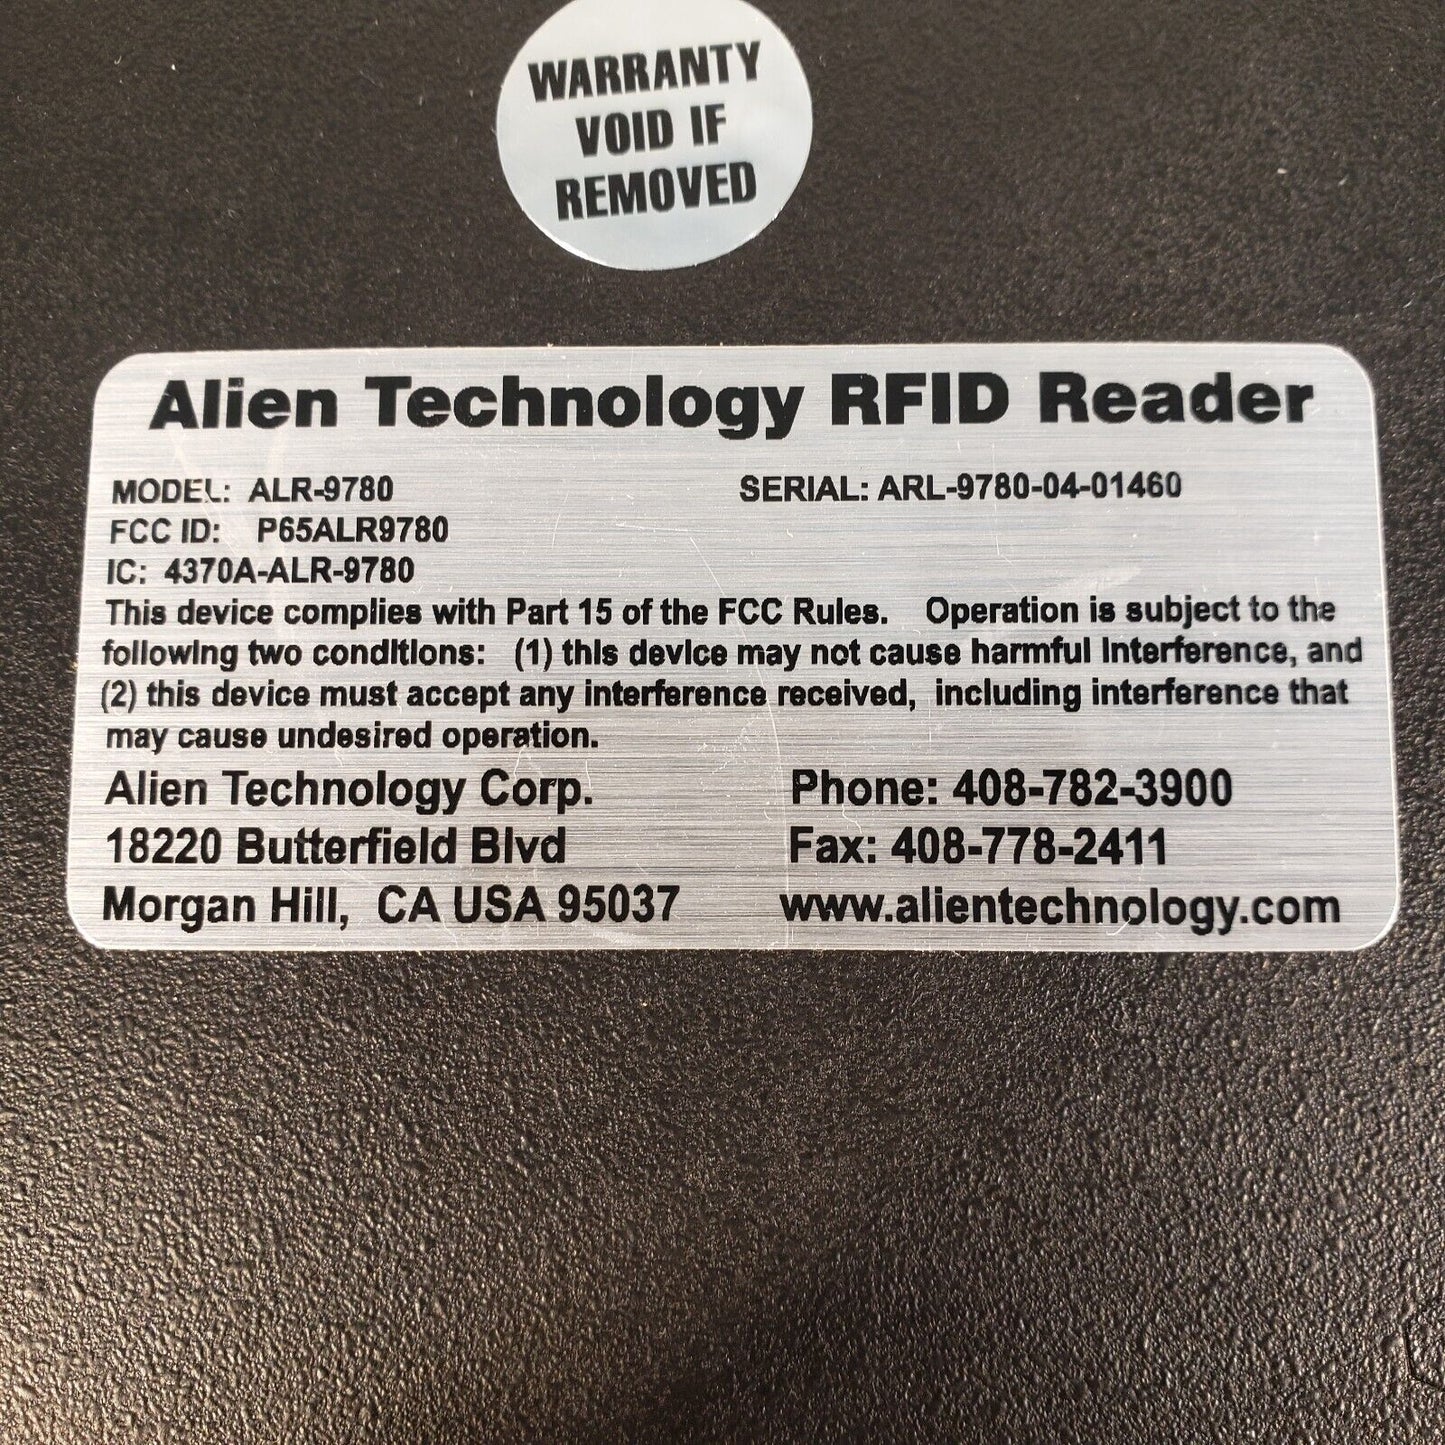 WARRANTY
VOID IF
REMOVED
Alien Technology RFID Reader
MODEL: ALR-9780 SERIAL: ARL-9780-04-01460
FCC ID: P65ALR9780
IC: 4370A-ALR-9780
This device complies with Part 15 of the FCC Rules. Operation is subject to the
following two conditions: (1) this device may not cause harmful interference, and
(2) this device must accept any interference received, including interference that
may cause undesired operation.
Alien Technology Corp. Phone: 408-782-3900
18220 Butterfield Blvd Fax: 408-778-2411
Morgan Hill, CA USA 95037 www.alientechnology.com